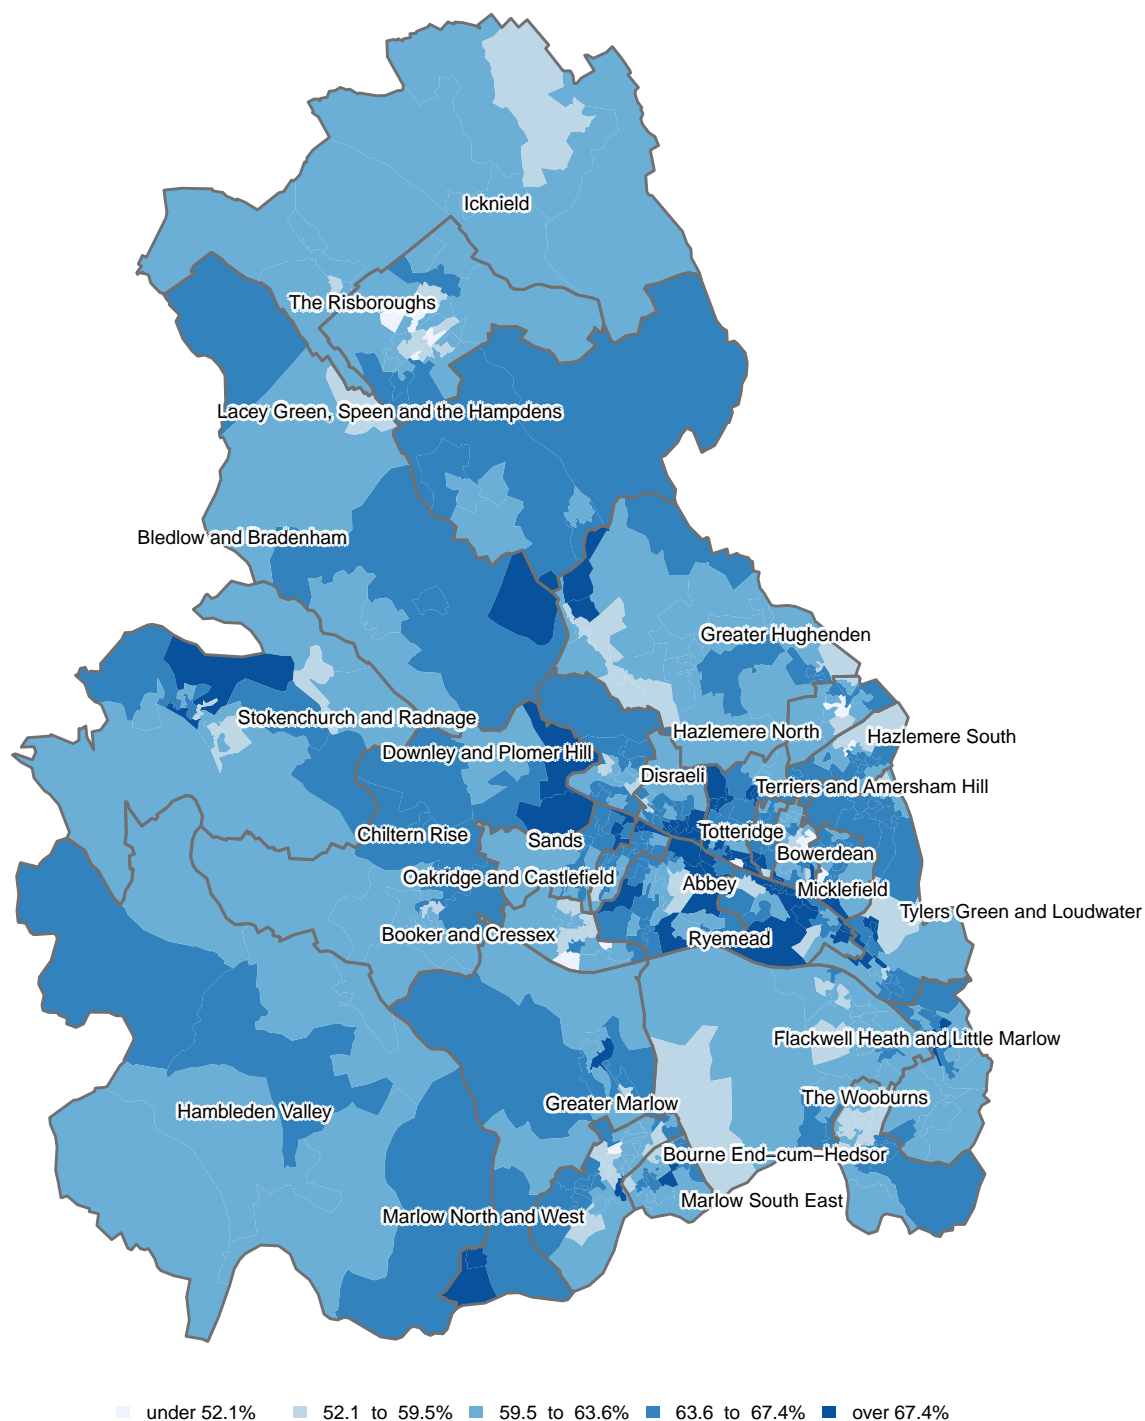 Icknield
The Risboroughs
Lacey Green, Speen and the Hampdens
Bledlow and Bradenham
Greater Hughenden
Stokenchurch and Radnage
Hazlemere North
Hazlemere South
Downley and Plomer Hill
Disraeli
Terriers and Amersham Hill
Chiltern Rise
Sands
Totteridge
Bowerdean
Oakridge and Castlefield
Abbey
Micklefield
Tylers Green and Loudwater
Booker and Cressex
Ryemead
Flackwell Heath and Little Marlow
Hambleden Valley
Greater Marlow
The Wooburns
Bourne End−cum−Hedsor
Marlow South East
Marlow North and West
under 52.1% 52.1 to 59.5% 59.5 to 63.6% 63.6 to 67.4% over 67.4%